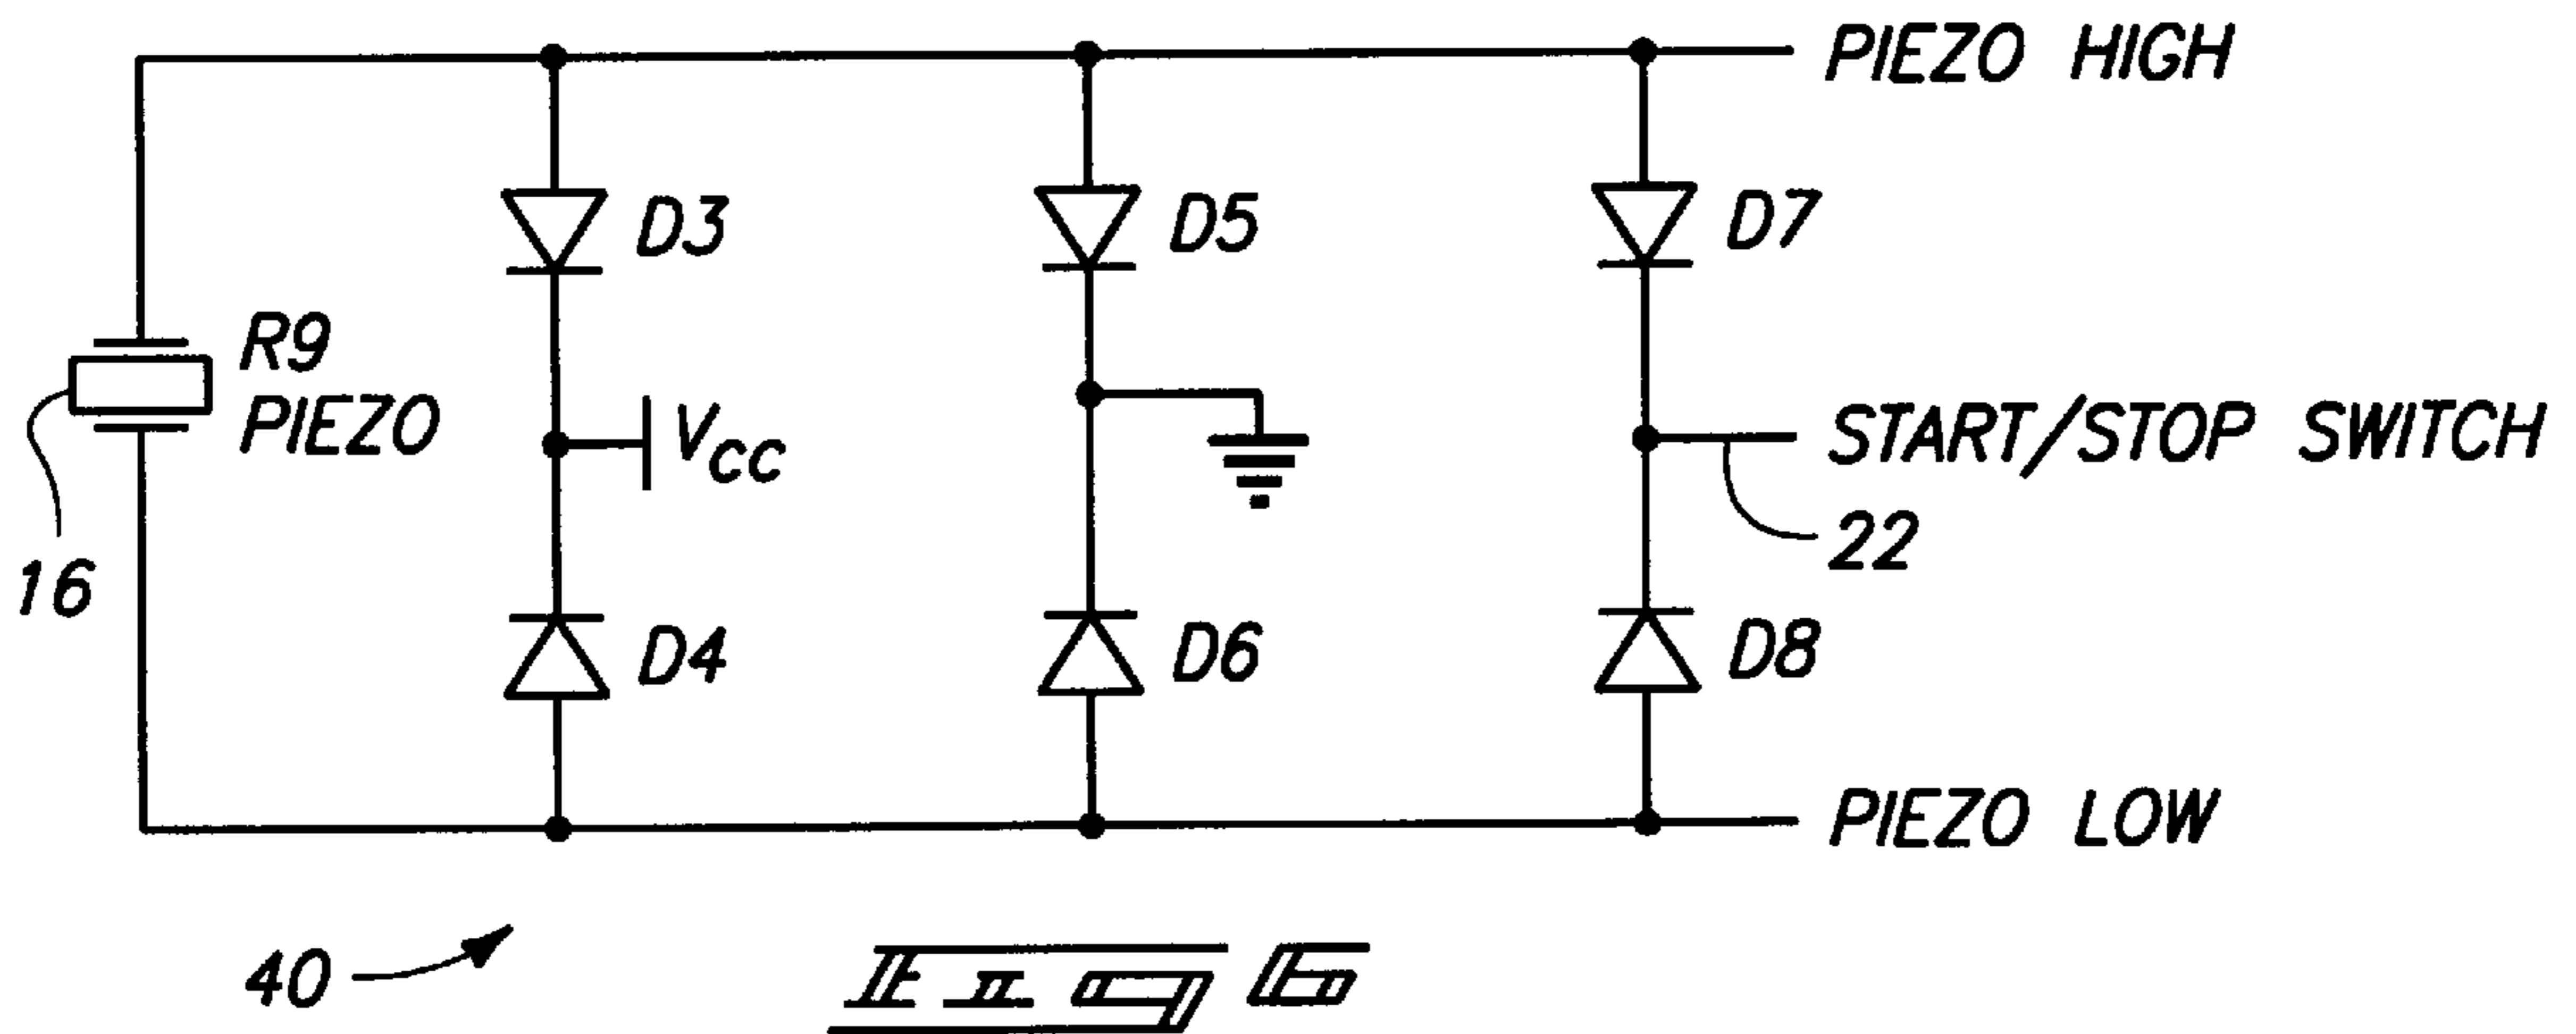 PIEZO HIGH
D3
D5
D7
R9
PIEZO
VCC
START/STOP SWITCH
22
16
D4
D6
D8
PIEZO LOW
40
Fig 6